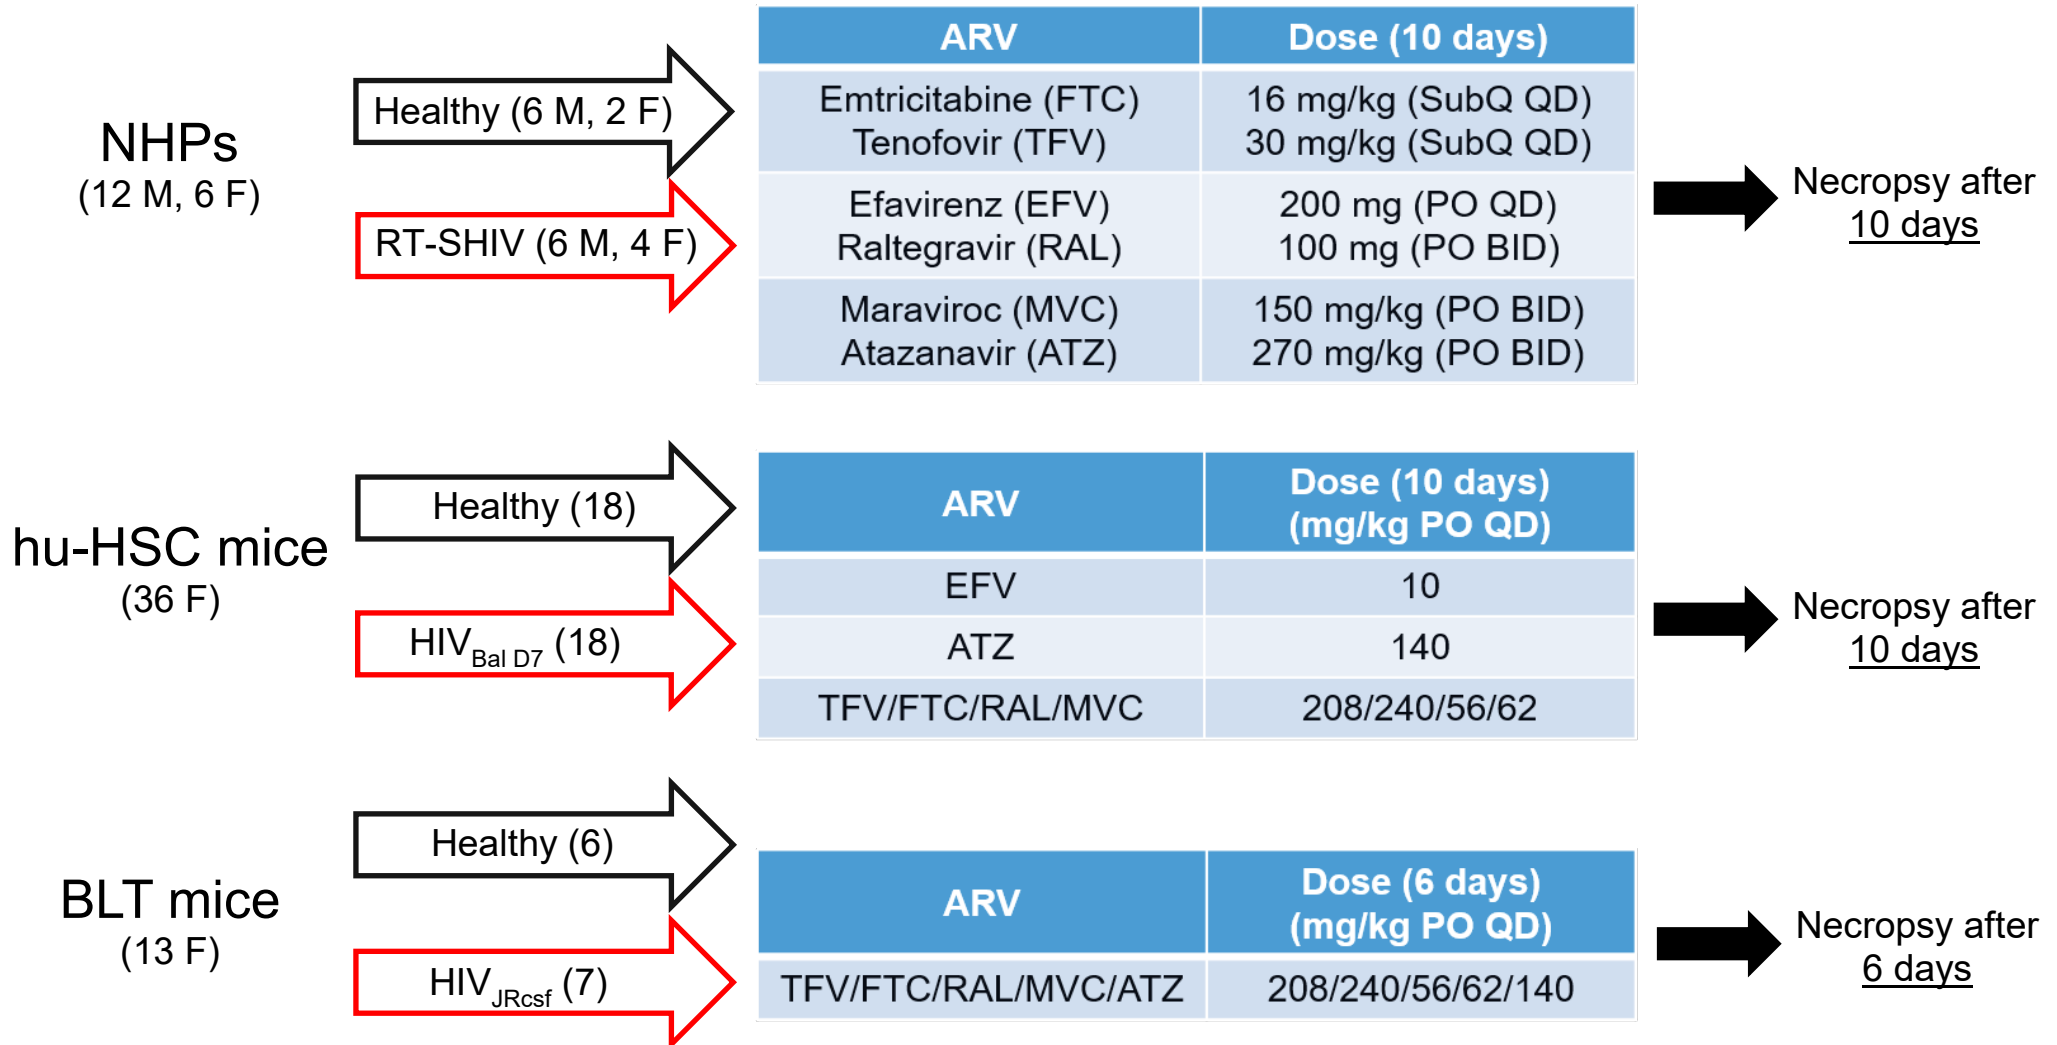 NHPs
(12 M, 6 F)
Healthy (6 M, 2 F)
RT-SHIV (6 M, 4 F)
ARV Dose (10 days)
Emtricitabine (FTC) 16 mg/kg (SubQ QD)
Tenofovir (TFV) 30 mg/kg (SubQ QD)
Efavirenz (EFV) 200 mg (PO QD)
Raltegravir (RAL) 100 mg (PO BID)
Maraviroc (MVC) 150 mg/kg (PO BID)
Atazanavir (ATZ) 270 mg/kg (PO BID)
Necropsy after
10 days
hu-HSC mice
(36 F)
Healthy (18)
HIVBal D7 (18)
ARV
Dose (10 days)
(mg/kg PO QD)
EFV 10
ATZ 140
TFV/FTC/RAL/MVC 208/240/56/62
Necropsy after
10 days
BLT mice
(13 F)
Healthy (6)
HIVJRcsf (7)
ARV
Dose (6 days)
(mg/kg PO QD)
TFV/FTC/RAL/MVC/ATZ 208/240/56/62/140
Necropsy after
6 days